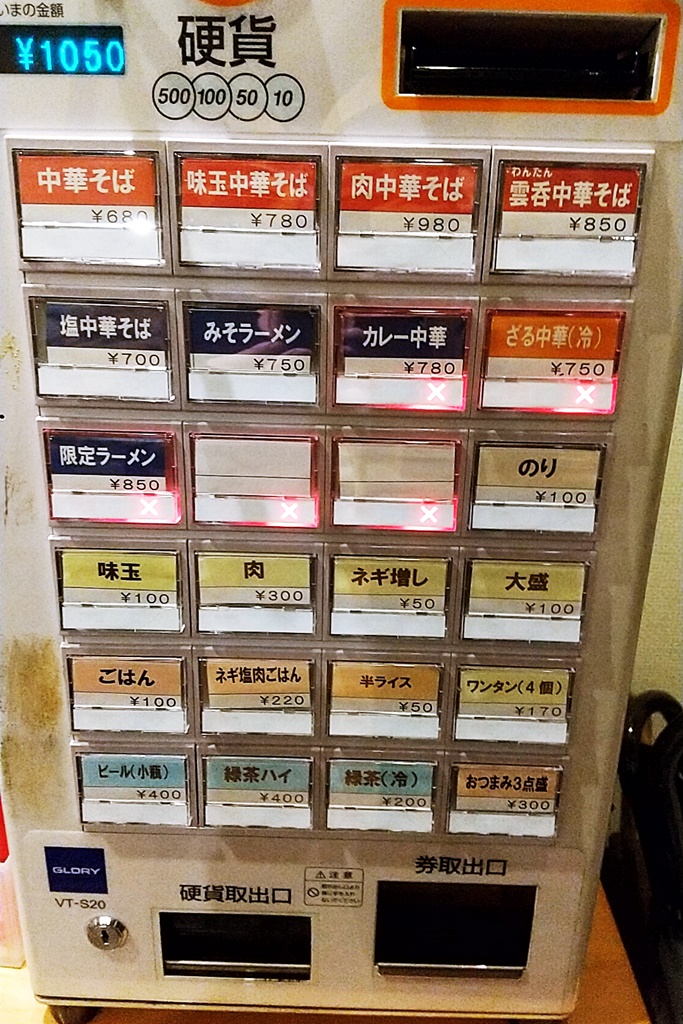 いまの金額
¥1050
硬貨
500 100 50 10
中華そば
¥680
味玉中華そば
¥780
肉中華そば
¥980
わんたん
雲呑中華そば
¥850
塩中華そば
¥700
みそラーメン
¥750
カレー中華
¥780
×
ざる中華(冷)
¥750
×
限定ラーメン
¥850
×
×
×
のり
¥100
味玉
¥100
肉
¥300
ネギ増し
¥50
大盛
¥100
ごはん
¥100
ネギ塩肉ごはん
¥220
半ライス
¥50
ワンタン(4個)
¥170
ビール(小瓶)
¥400
緑茶ハイ
¥400
緑茶(冷)
¥200
おつまみ3点盛
¥300
GLORY
VT-S20
硬貨取出口
注意
券取出口